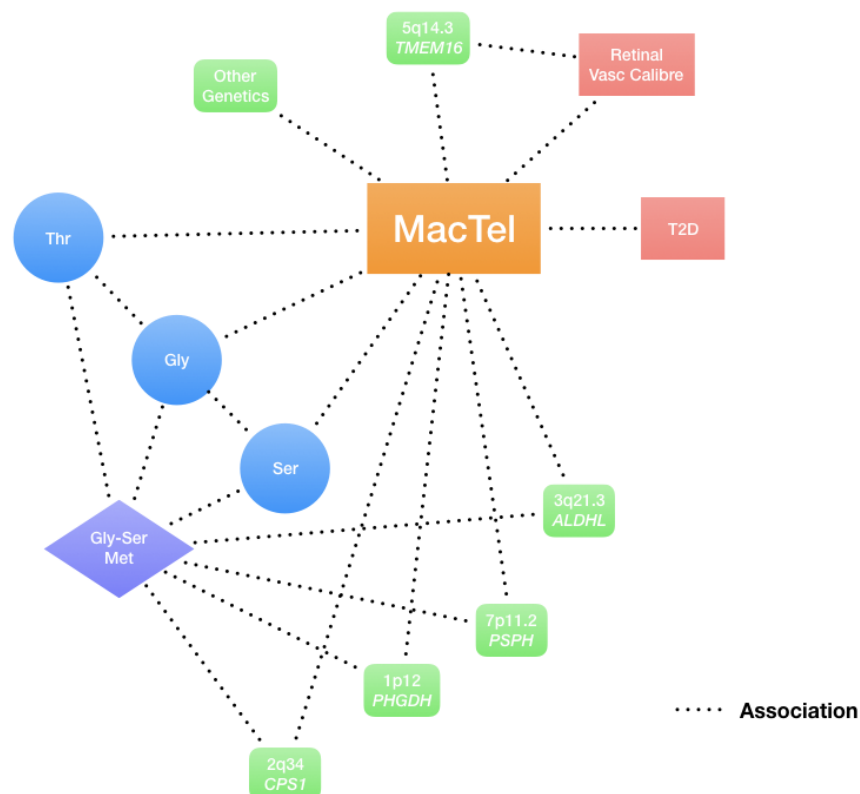 5q14.3
TMEM16
Retinal
Vasc Calibre
Other
Genetics
MacTel
T2D
Thr
Gly
Ser
3q21.3
ALDHL
Gly-Ser
Met
7p11.2
PSPH
1p12
PHGDH
Association
2q34
CPS1